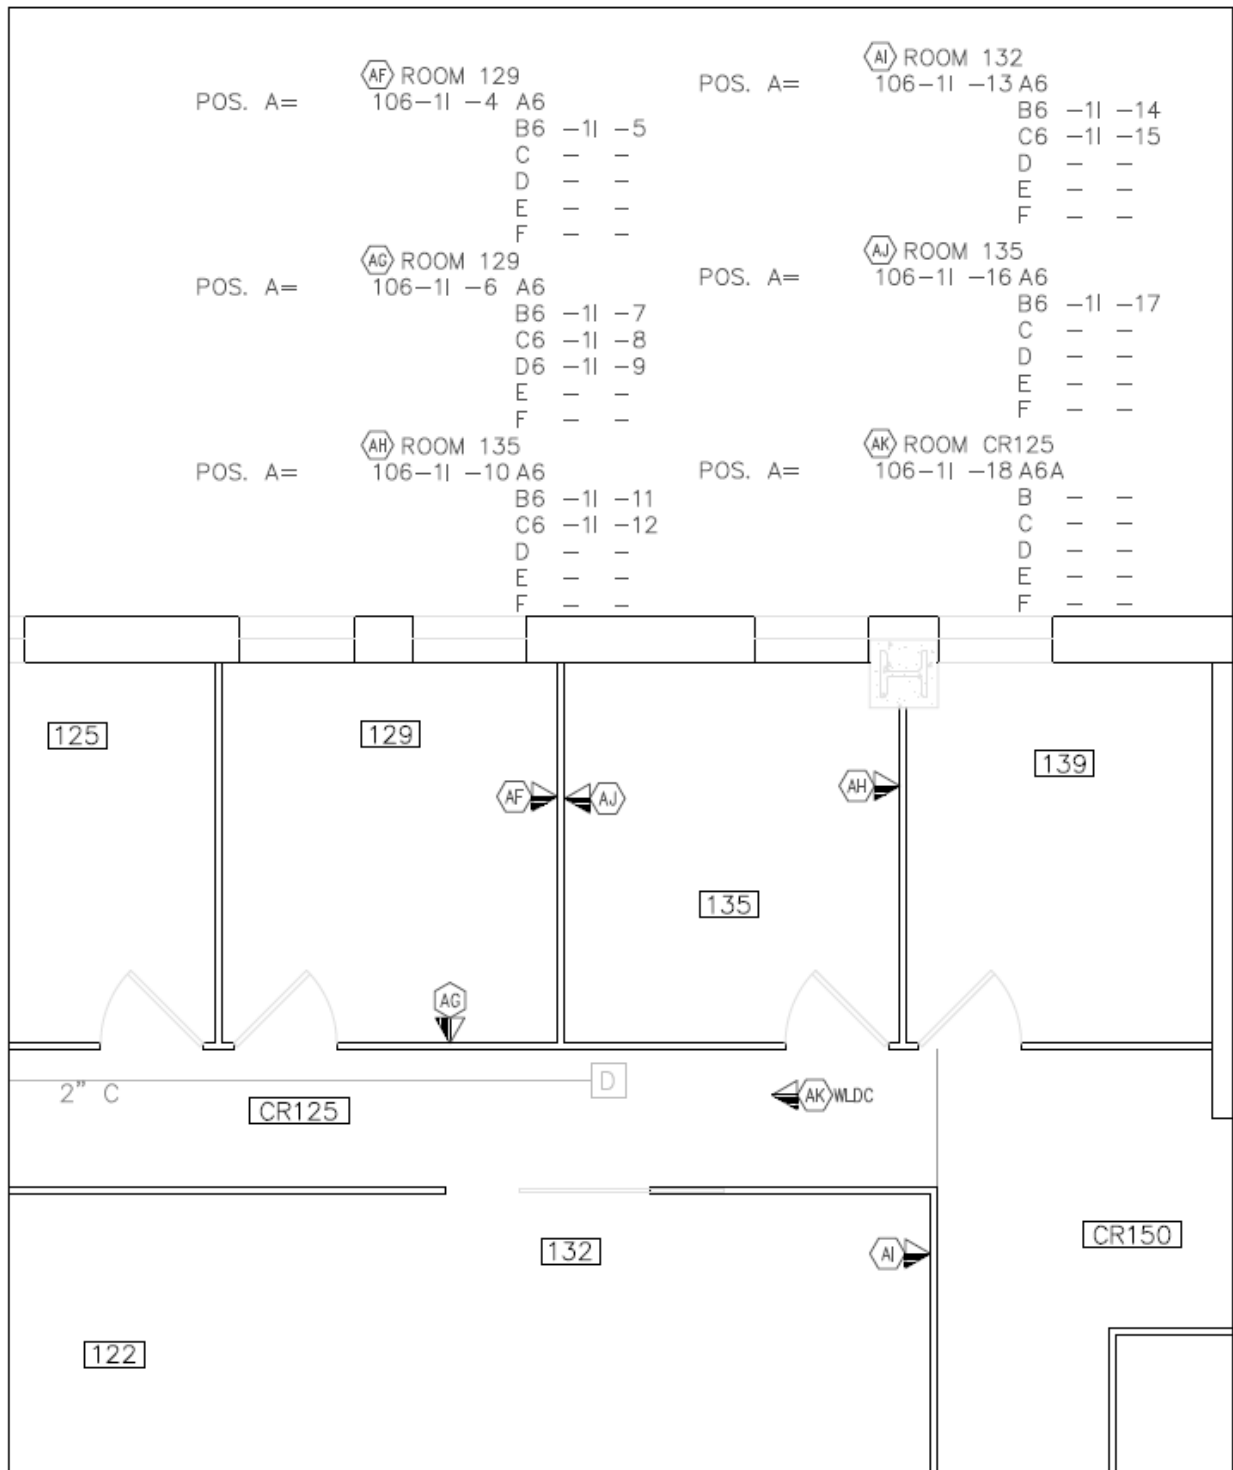 AF ROOM 129
POS. A= 106-1I -4 A6
B6 -1I -5
C - -
D - -
E - -
F - -
AG ROOM 129
POS. A= 106-1I -6 A6
B6 -1I -7
C6 -1I -8
D6 -1I -9
E - -
F - -
AH ROOM 135
POS. A= 106-1I -10 A6
B6 -1I -11
C6 -1I -12
D - -
E - -
F - -
AI ROOM 132
POS. A= 106-1I -13 A6
B6 -1I -14
C6 -1I -15
D - -
E - -
F - -
AJ ROOM 135
POS. A= 106-1I -16 A6
B6 -1I -17
C - -
D - -
E - -
F - -
AK ROOM CR125
POS. A= 106-1I -18 A6A
B - -
C - -
D - -
E - -
F - -
125
129
139
AF
AJ
AH
135
AG
2" C
D
CR125
AK WLDC
132
AI
CR150
122